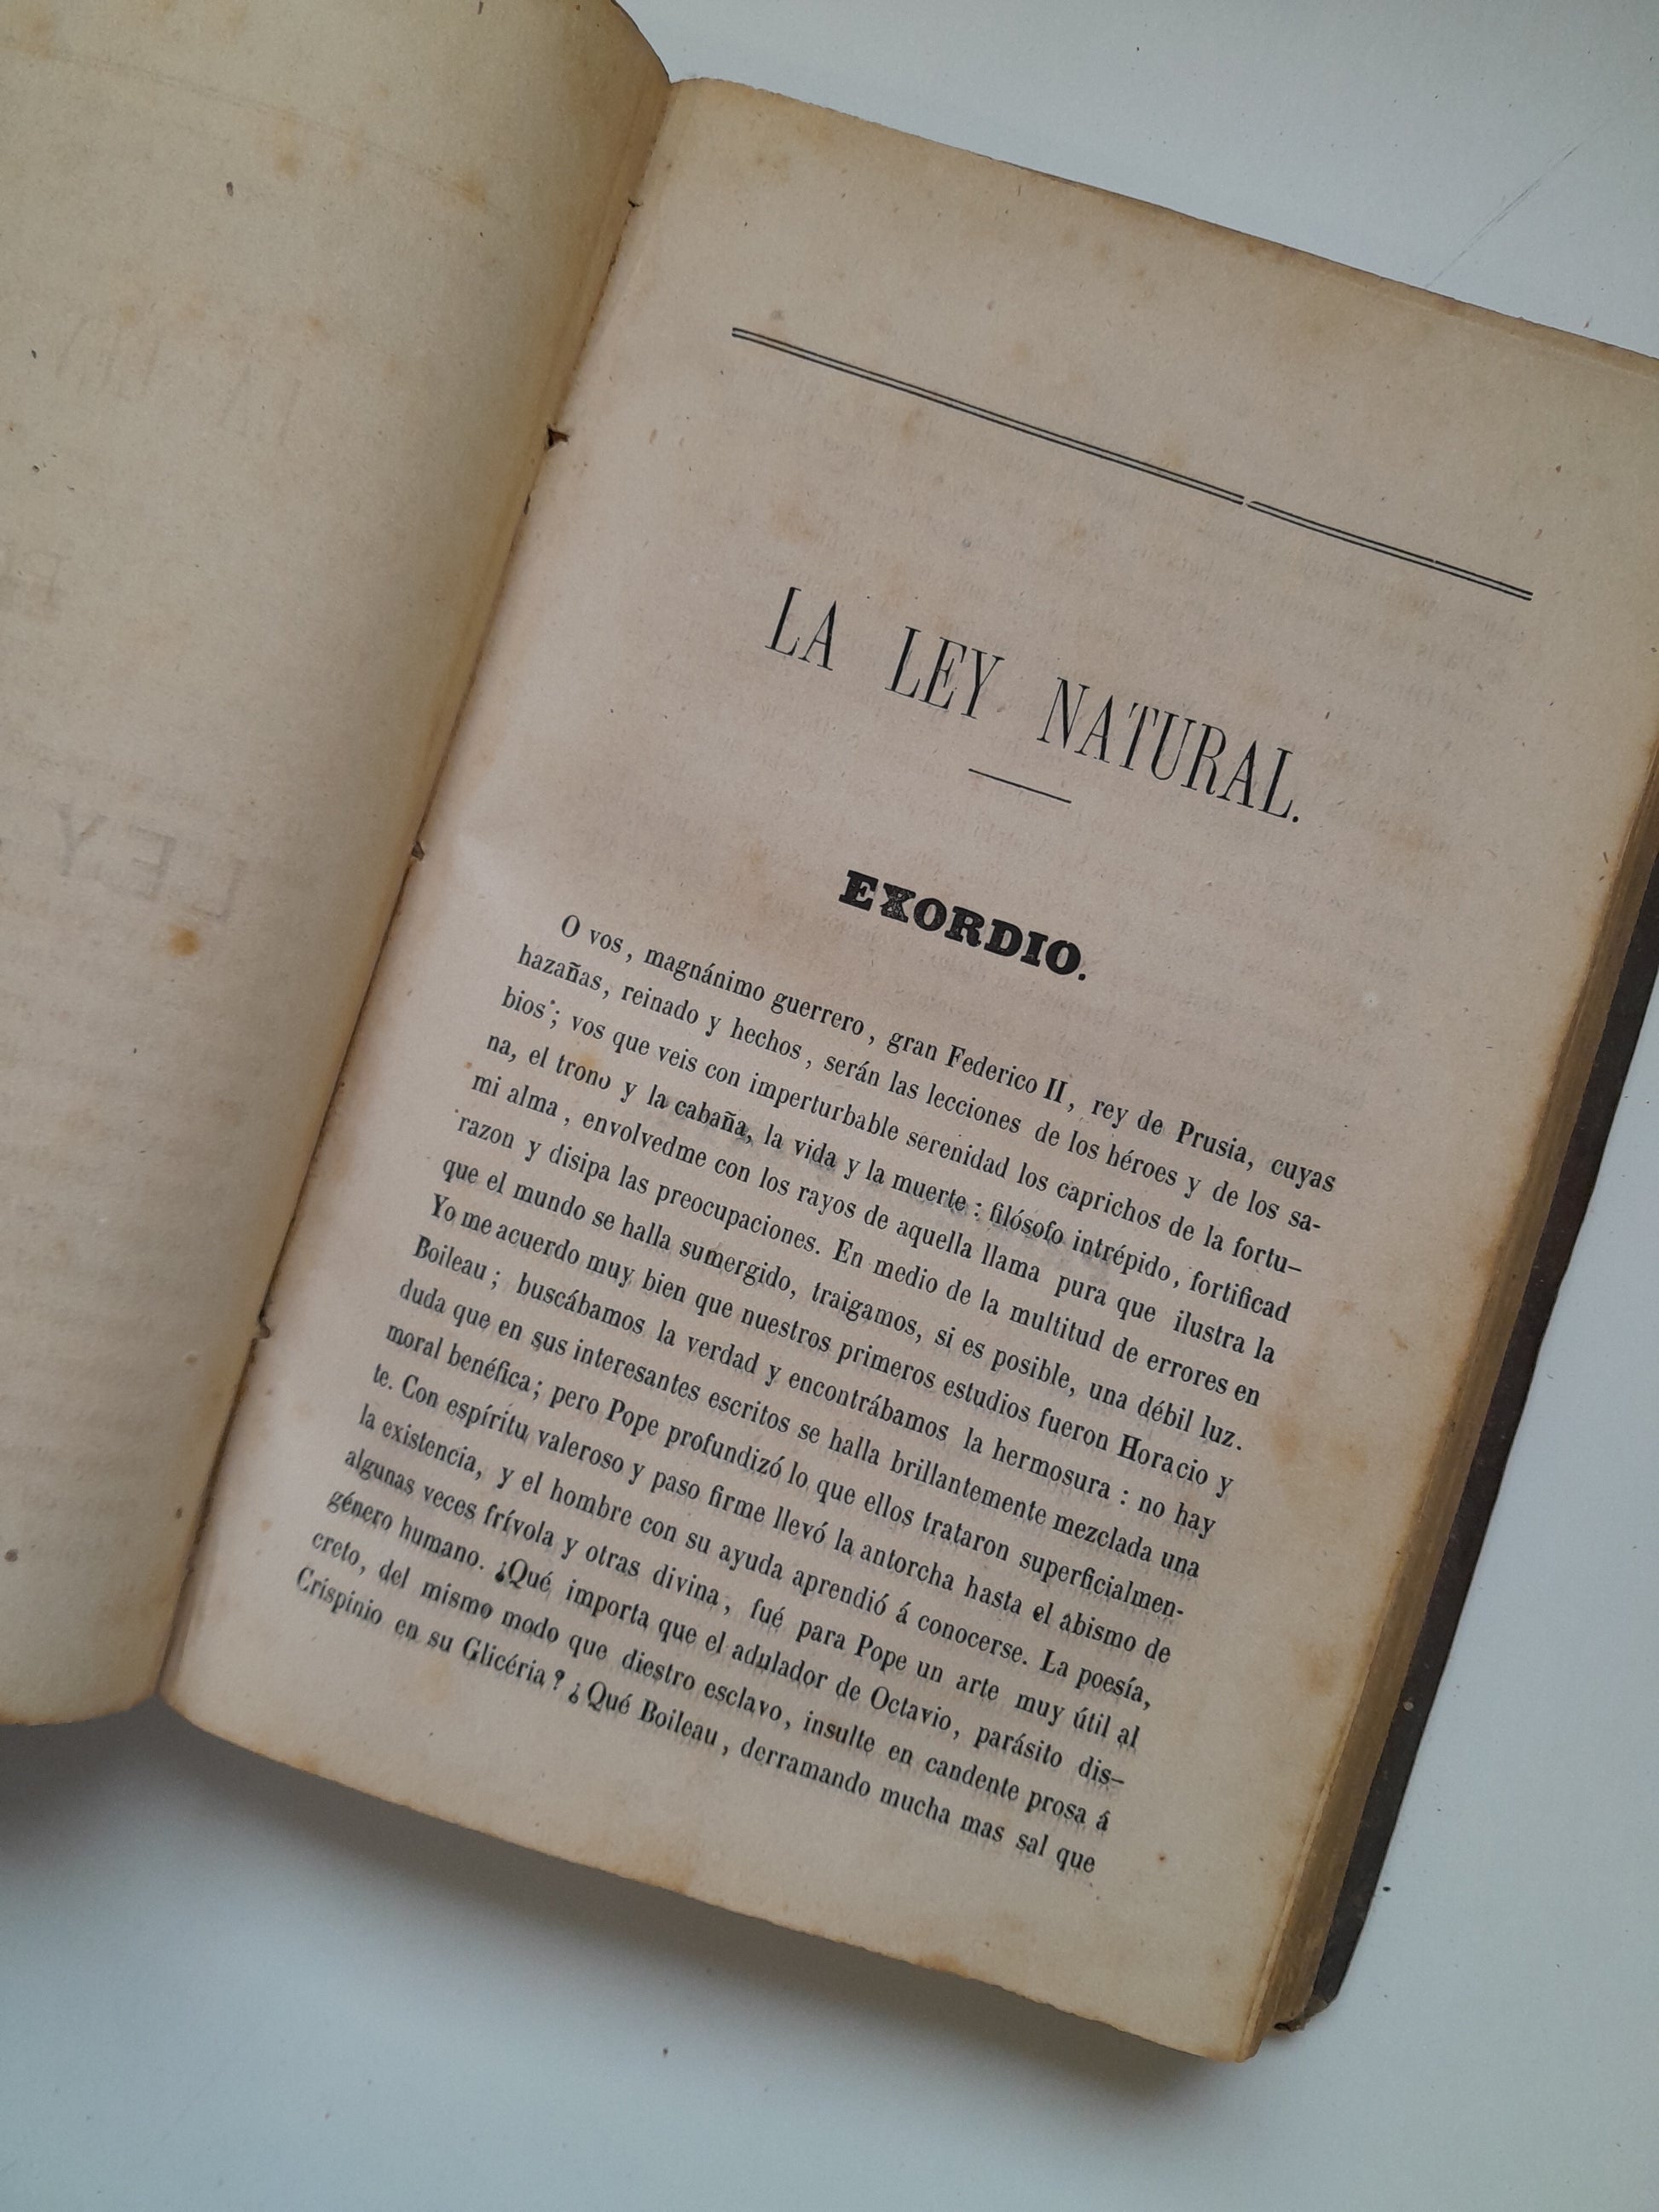 LA LEY NATURAL.
EXORDIO.
O vos, magnánimo guerrero, gran Federico II, rey de Prusia, cuyas
hazañas, reinado y hechos, serán las lecciones de los héroes y de los sa-
bios; vos que veis con imperturbable serenidad los caprichos de la fortu-
na, el trono y la cabaña, la vida y la muerte: filósofo intrépido, fortificad
mi alma, envolvedme con los rayos de aquella llama pura que ilustra la
razon y disipa las preocupaciones. En medio de la multitud de errores en
que el mundo se halla sumergido, traigamos, si es posible, una débil luz.
Yo me acuerdo muy bien que nuestros primeros estudios fueron Horacio y
Boileau; buscábamos la verdad y encontrábamos la hermosura: no hay
duda que en sus interesantes escritos se halla brillantemente mezclada una
moral benéfica; pero Pope profundizó lo que ellos trataron superficialmen-
te. Con espíritu valeroso y paso firme llevó la antorcha hasta el abismo de
la existencia, y el hombre con su ayuda aprendió á conocerse. La poesía,
algunas veces frívola y otras divina, fué para Pope un arte muy útil al
género humano. ¿Qué importa que el adulador de Octavio, parásito dis-
creto, del mismo modo que diestro esclavo, insulte en candente prosa á
Crispinio en su Glicéria? ¿Qué Boileau, derramando mucha mas sal que